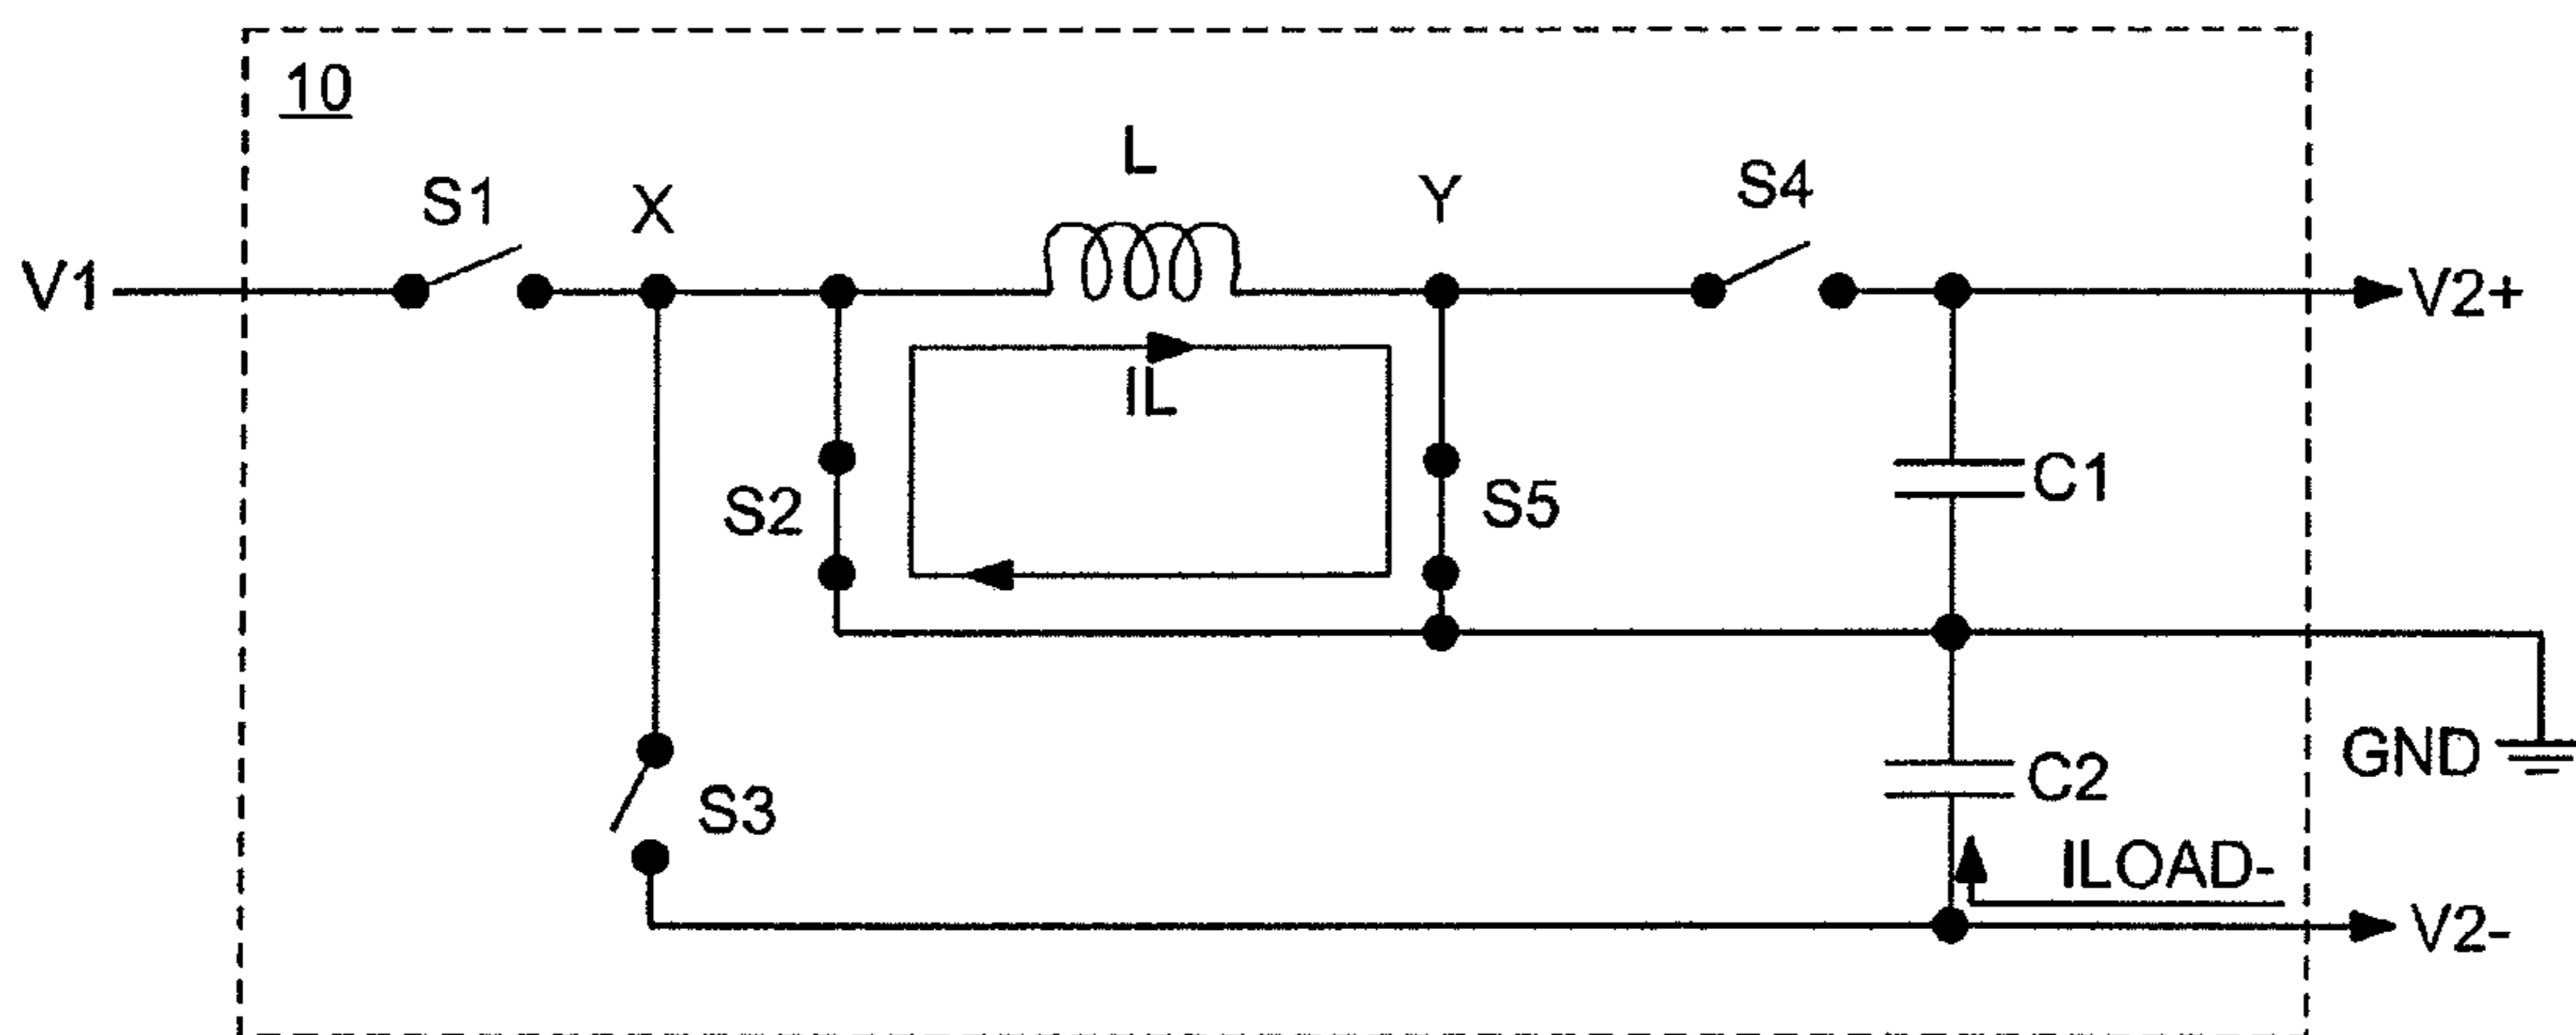 10
L
S1
X
Y
S4
V1
V2+
IL
C1
S2
S5
GND
C2
S3
ILOAD-
V2-